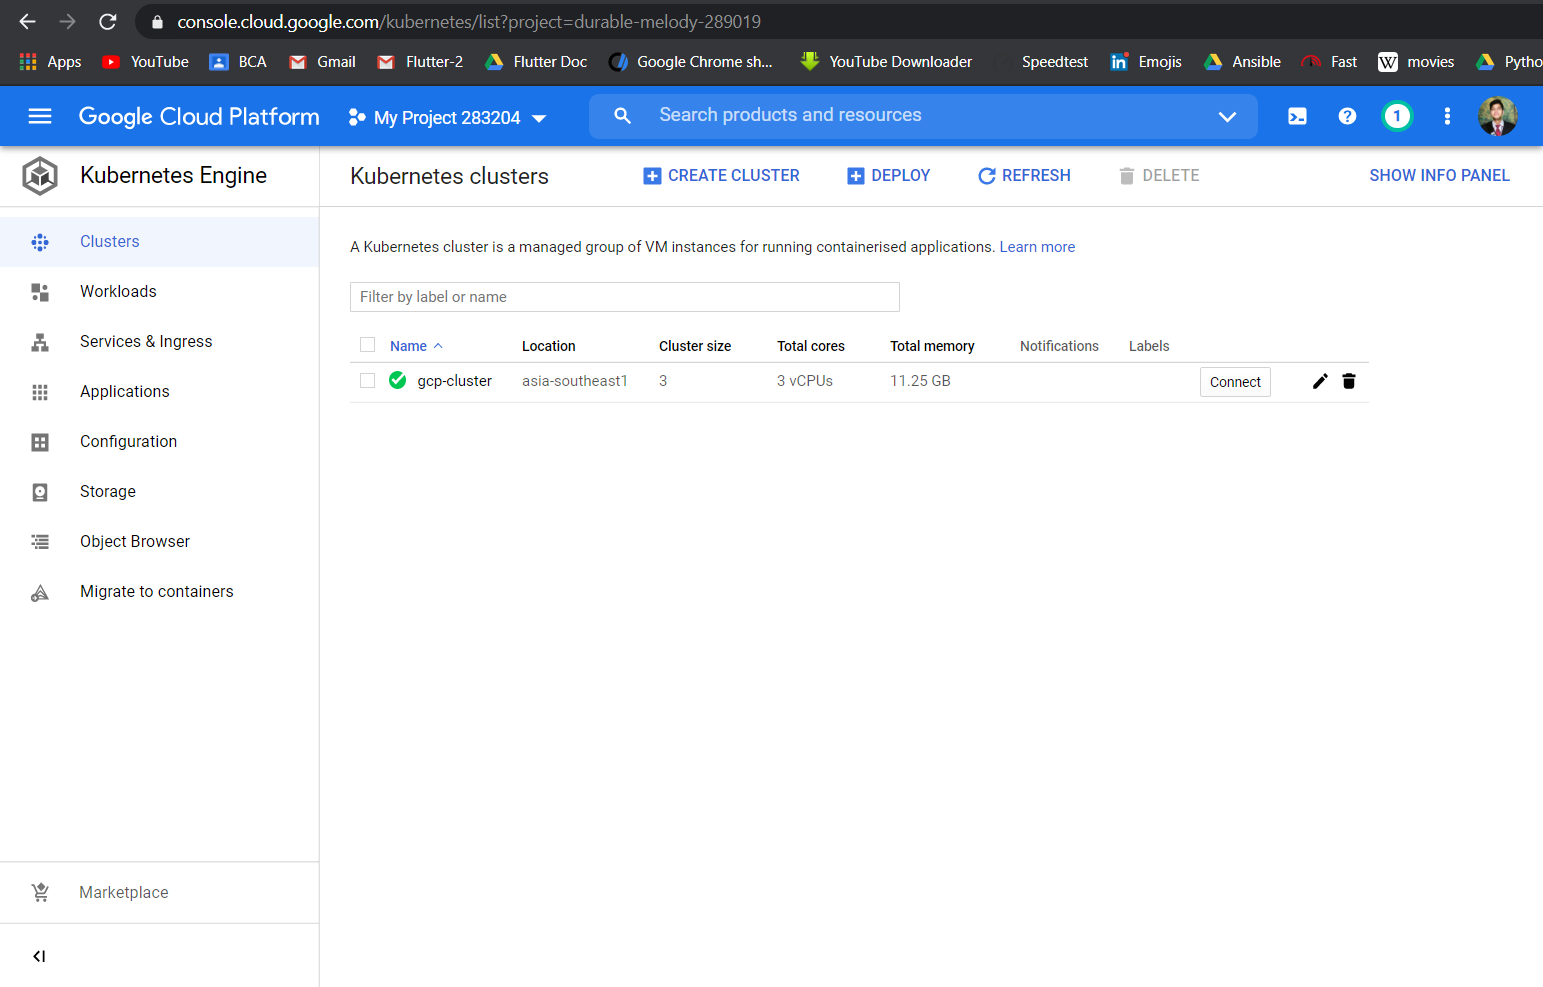 console.cloud.google.com/kubernetes/list?project=durable-melody-289019
Apps YouTube BCA Gmail Flutter-2 Flutter Doc Google Chrome sh... YouTube Downloader Speedtest Emojis Ansible Fast W movies Pytho
Google Cloud Platform My Project 283204 Search products and resources 1
Kubernetes Engine
Kubernetes clusters CREATE CLUSTER DEPLOY REFRESH DELETE SHOW INFO PANEL
Clusters
Workloads
Services & Ingress
Applications
Configuration
Storage
Object Browser
Migrate to containers
Marketplace
A Kubernetes cluster is a managed group of VM instances for running containerised applications. Learn more
Filter by label or name
Name Location Cluster size Total cores Total memory Notifications Labels
gcp-cluster asia-southeast1 3 3 vCPUs 11.25 GB Connect